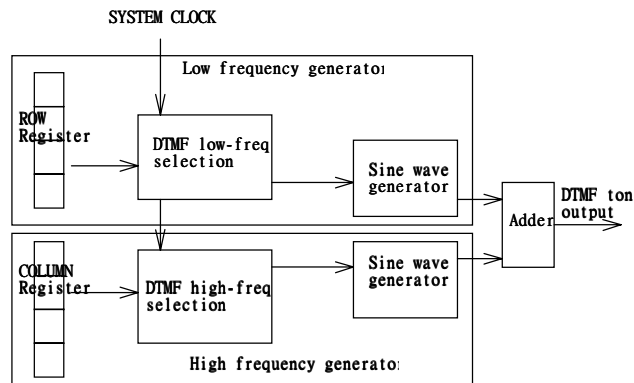 SYSTEM CLOCK
Low frequency generator
ROW
Register
DTMF low-freq
selection
Sine wave
generator
Adder
DTMF ton
output
COLUMN
Register
DTMF high-freq
selection
Sine wave
generator
High frequency generator